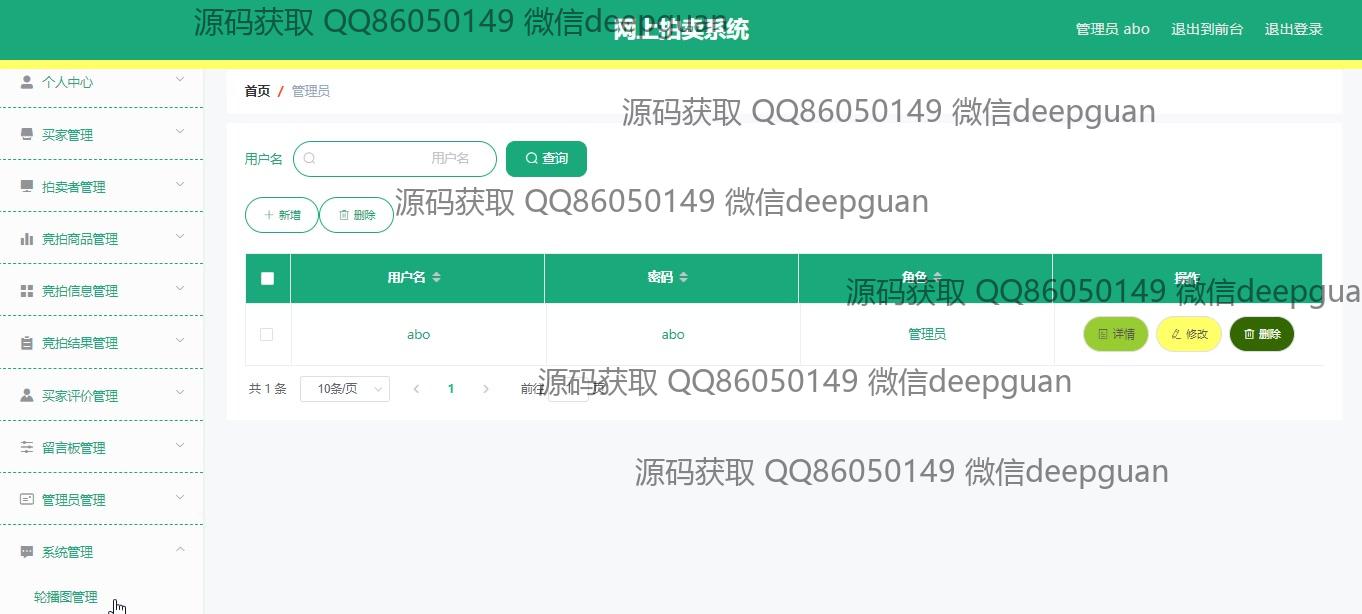 源码获取 QQ86050149 微信deepguan
网上拍卖系统
管理员 abo
退出到前台
退出登录
个人中心
买家管理
拍卖者管理
竞拍商品管理
竞拍信息管理
竞拍结果管理
买家评价管理
留言板管理
管理员管理
系统管理
轮播图管理
首页 / 管理员
源码获取 QQ86050149 微信deepguan
用户名 用户名 查询
源码获取 QQ86050149 微信deepguan
新增 删除
用户名 密码 角色 操作
源码获取 QQ86050149 微信deepgua
abo abo 管理员 详情 修改 删除
共 1 条 10条/页 1 前往 页
源码获取 QQ86050149 微信deepguan
源码获取 QQ86050149 微信deepguan